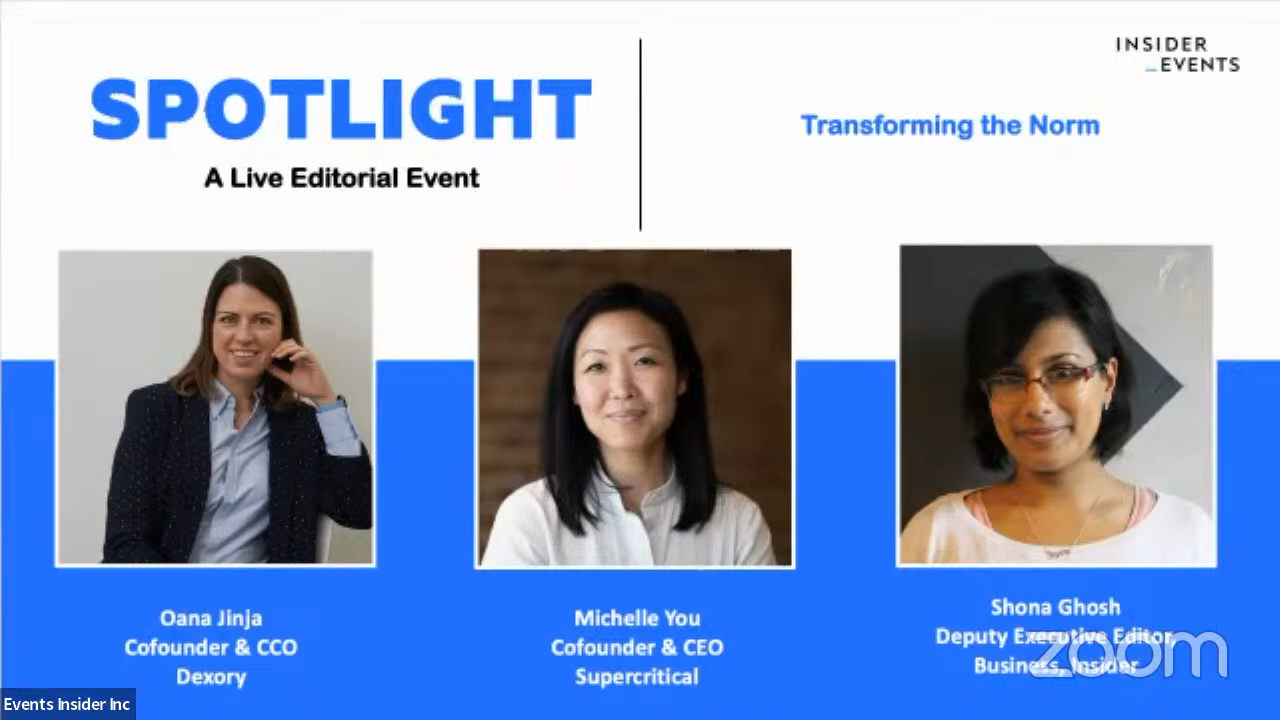 SPOTLIGHT
A Live Editorial Event
INSIDER
_EVENTS
Transforming the Norm
Oana Jinja
Cofounder & CCO
Dexory
Michelle You
Cofounder & CEO
Supercritical
Shona Ghosh
Deputy Executive Editor,
Business, Insider
zoom
Events Insider Inc